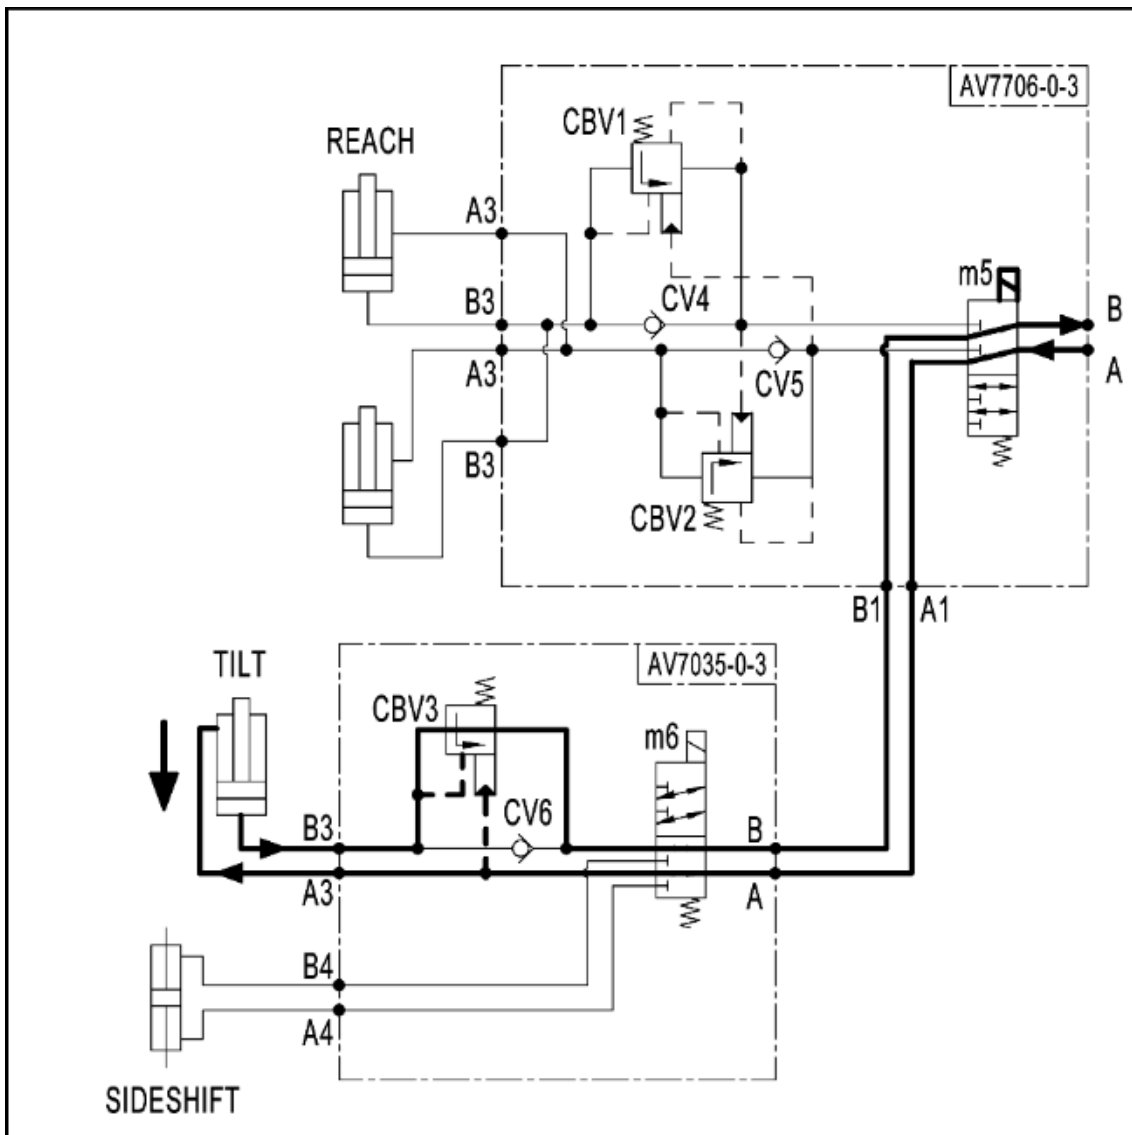 AV7706-0-3
CBV1
REACH
A3
m5
B3
CV4
B
A3
CV5
A
B3
CBV2
B1
A1
TILT
AV7035-0-3
CBV3
m6
CV6
B3
B
A3
A
B4
A4
SIDESHIFT